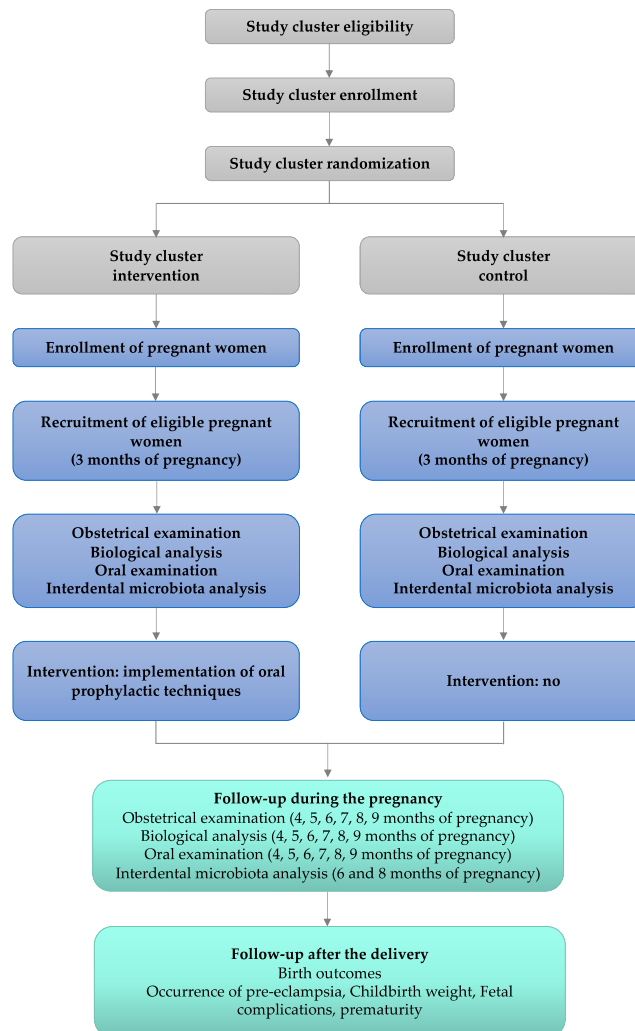 Study cluster eligibility
Study cluster enrollment
Study cluster randomization
Study cluster
intervention
Study cluster
control
Enrollment of pregnant women
Enrollment of pregnant women
Recruitment of eligible pregnant
women
(3 months of pregnancy)
Recruitment of eligible pregnant
women
(3 months of pregnancy)
Obstetrical examination
Biological analysis
Oral examination
Interdental microbiota analysis
Obstetrical examination
Biological analysis
Oral examination
Interdental microbiota analysis
Intervention: implementation of oral
prophylactic techniques
Intervention: no
Follow-up during the pregnancy
Obstetrical examination (4, 5, 6, 7, 8, 9 months of pregnancy)
Biological analysis (4, 5, 6, 7, 8, 9 months of pregnancy)
Oral examination (4, 5, 6, 7, 8, 9 months of pregnancy)
Interdental microbiota analysis (6 and 8 months of pregnancy)
Follow-up after the delivery
Birth outcomes
Occurrence of pre-eclampsia, Childbirth weight, Fetal
complications, prematurity